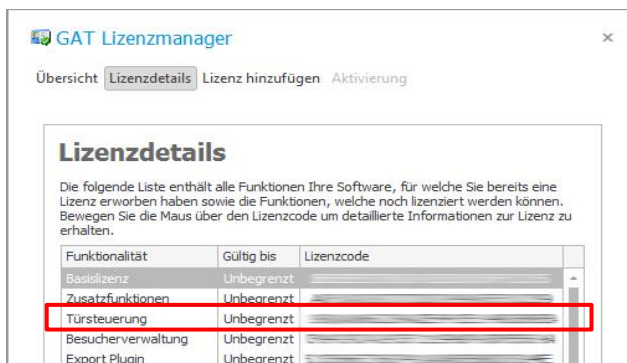 GAT Lizenzmanager
Übersicht Lizenzdetails Lizenz hinzufügen Aktivierung
Lizenzdetails
Die folgende Liste enthält alle Funktionen Ihre Software, für welche Sie bereits eine
Lizenz erworben haben sowie die Funktionen, welche noch lizenziert werden können.
Bewegen Sie die Maus über den Lizenzcode um detaillierte Informationen zur Lizenz zu
erhalten.
Funktionalität Gültig bis Lizenzcode
Basislizenz Unbegrenzt
Zusatzfunktionen Unbegrenzt
Türsteuerung Unbegrenzt
Besucherverwaltung Unbegrenzt
Export Plugin Unbegrenzt